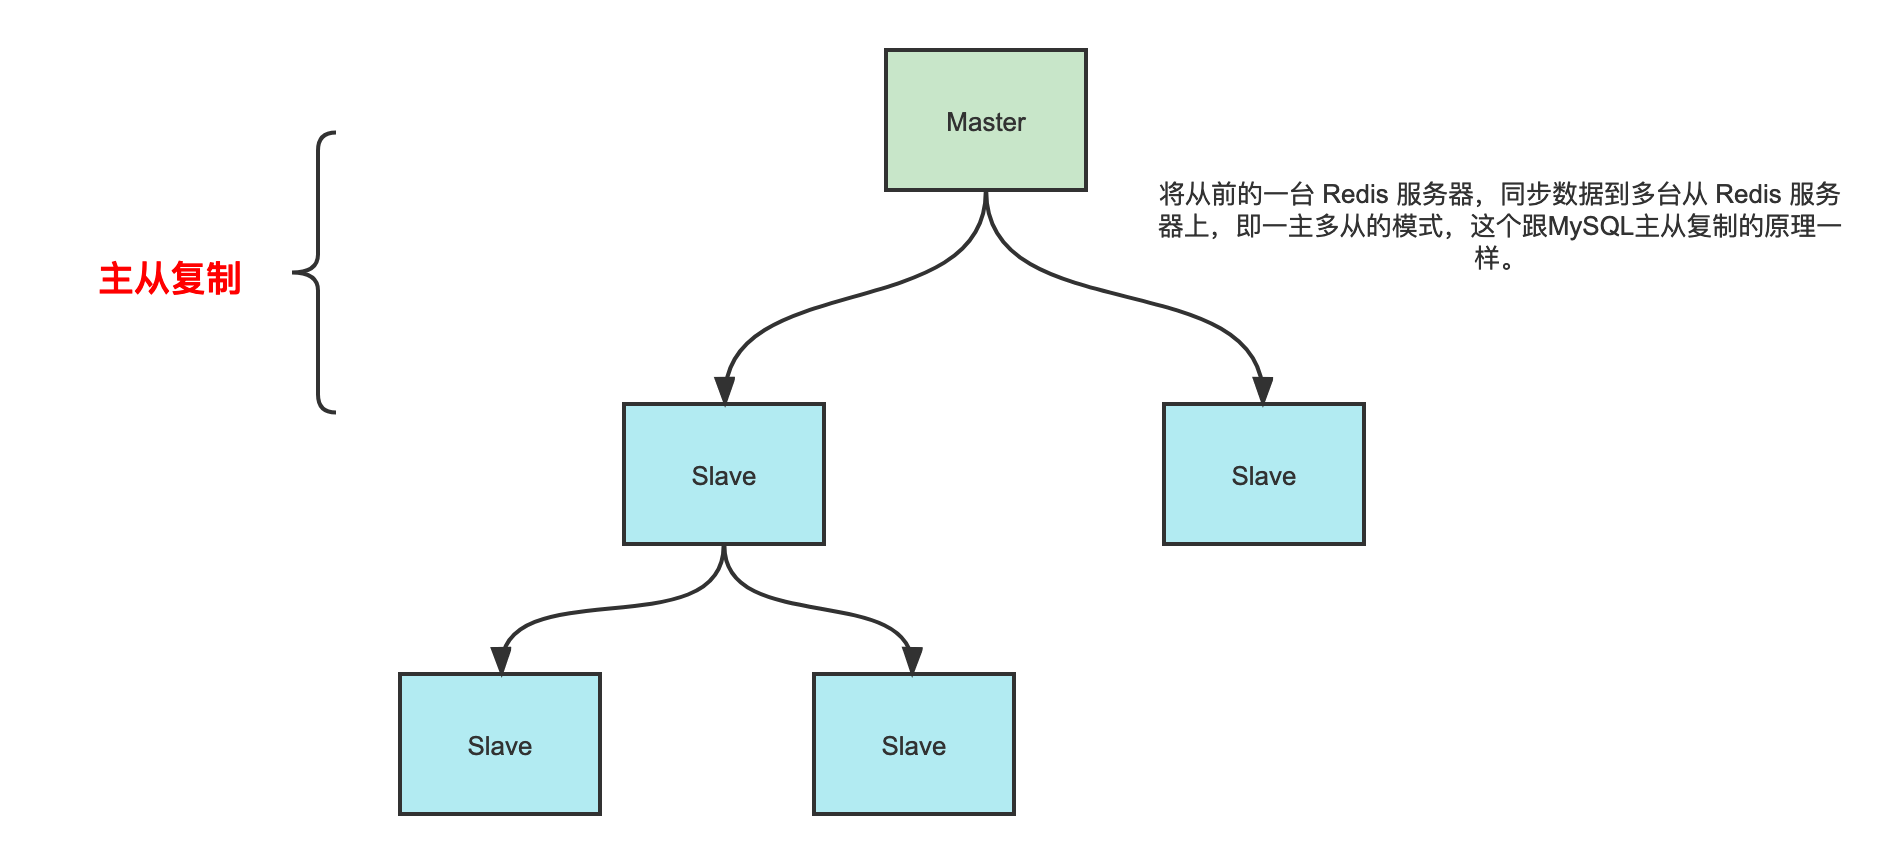 Master
将从前的一台 Redis 服务器，同步数据到多台从 Redis 服务
器上，即一主多从的模式，这个跟MySQL主从复制的原理一
样。
主从复制
Slave
Slave
Slave
Slave